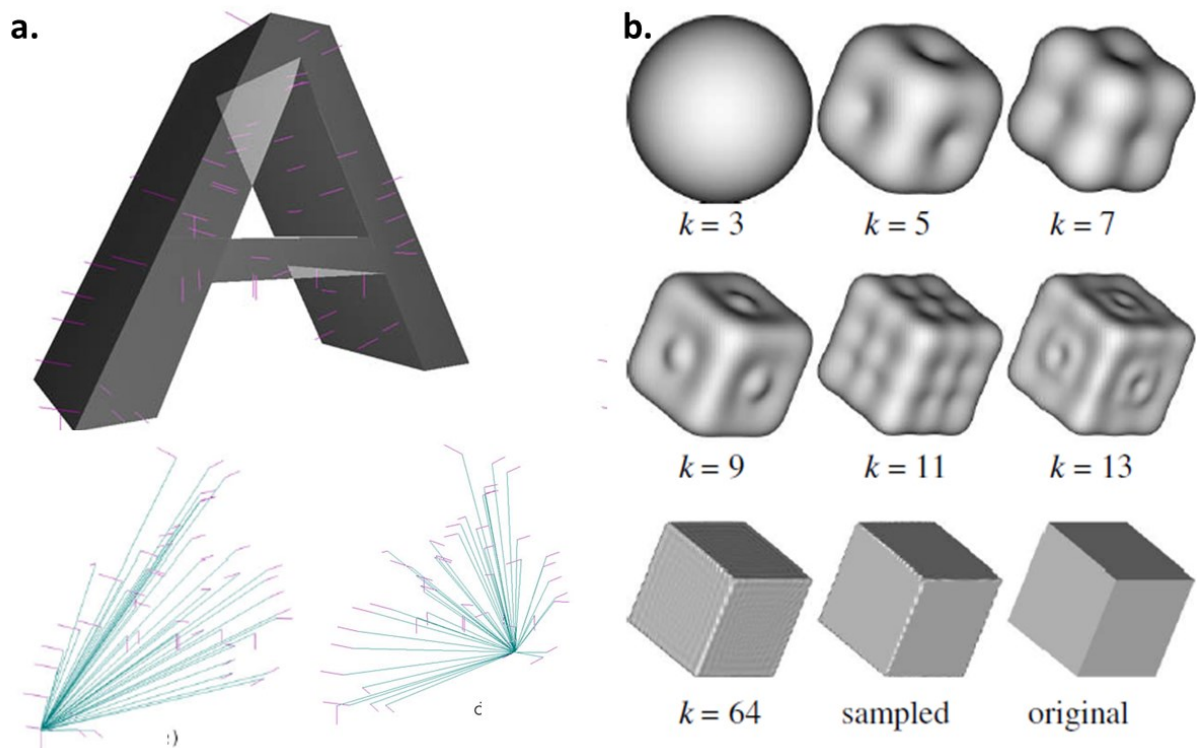 a.
b.
k = 3 k = 5 k = 7
k = 9 k = 11 k = 13
k = 64 sampled original
:)
c